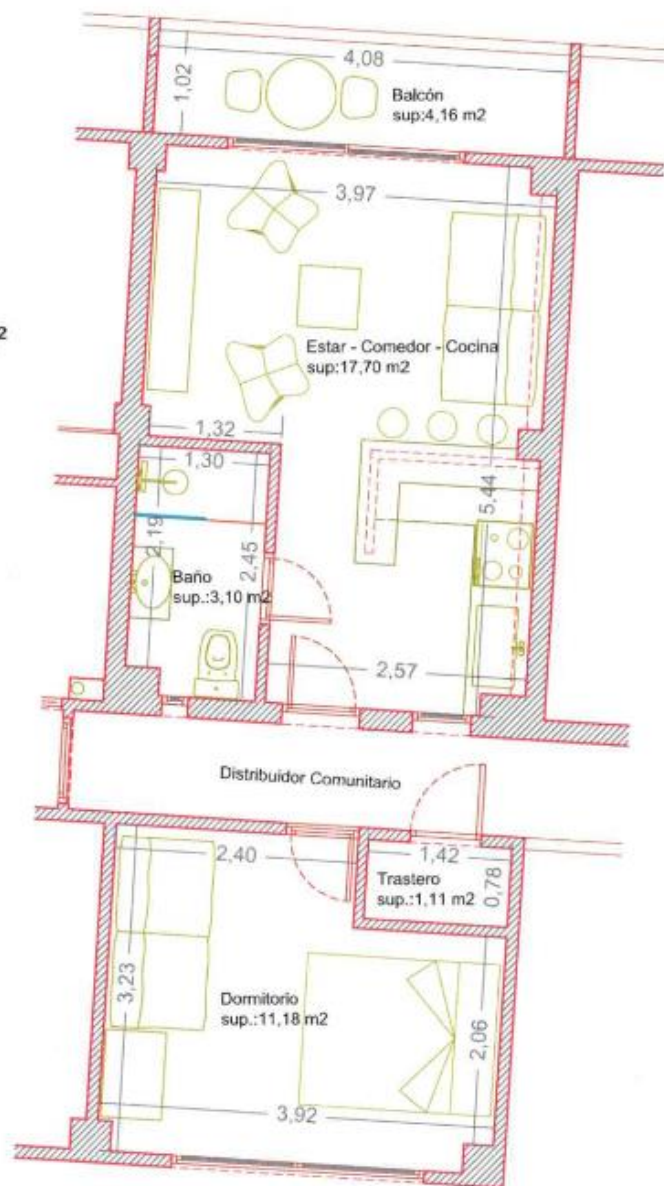 4,08
1,02
Balcón
sup:4,16 m2
3,97
2
Estar - Comedor - Cocina
sup:17,70 m2
1,32
1,30
5,44
2,19
2,45
Baño
sup.:3,10 m2
2,57
Distribuidor Comunitario
2,40
1,42
Trastero
sup.:1,11 m2
0,78
3,23
Dormitorio
sup.:11,18 m2
2,06
3,92